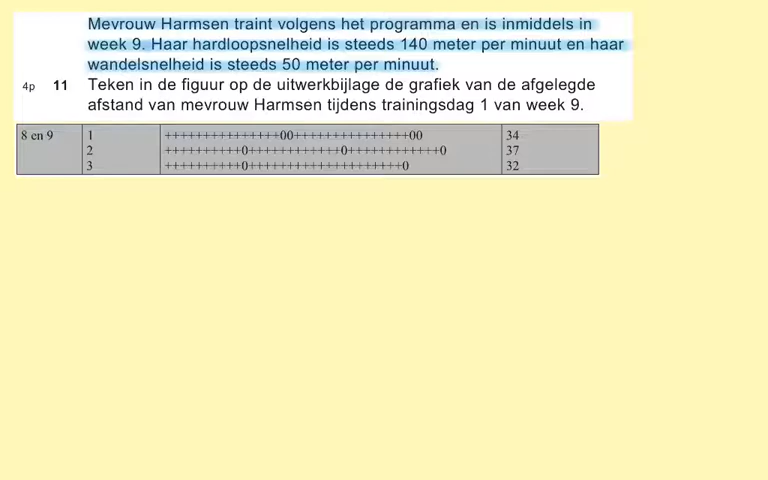 Mevrouw Harmsen traint volgens het programma en is inmiddels in
week 9. Haar hardloopsnelheid is steeds 140 meter per minuut en haar
wandelsnelheid is steeds 50 meter per minuut.
4p 11 Teken in de figuur op de uitwerkbijlage de grafiek van de afgelegde
afstand van mevrouw Harmsen tijdens trainingsdag 1 van week 9.
8 en 9 1 +++++++++++++++00+++++++++++++++00 34
2 ++++++++++0++++++++++++0++++++++++++0 37
3 ++++++++++0++++++++++++++++++++0 32